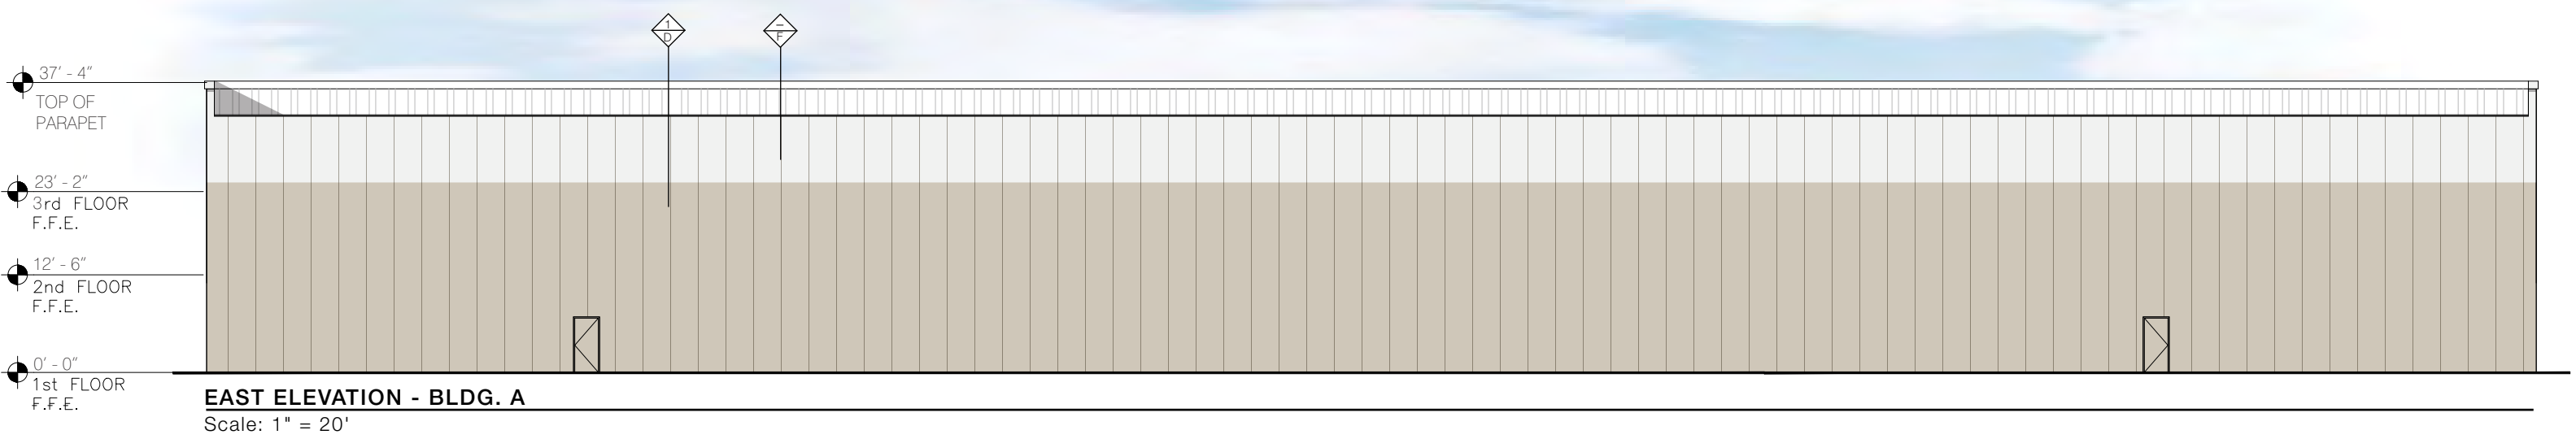 1
D
–
F
37' - 4"
TOP OF
PARAPET
23' - 2"
3rd FLOOR
F.F.E.
12' - 6"
2nd FLOOR
F.F.E.
0' - 0"
1st FLOOR
F.F.E.
EAST ELEVATION - BLDG. A
Scale: 1" = 20'